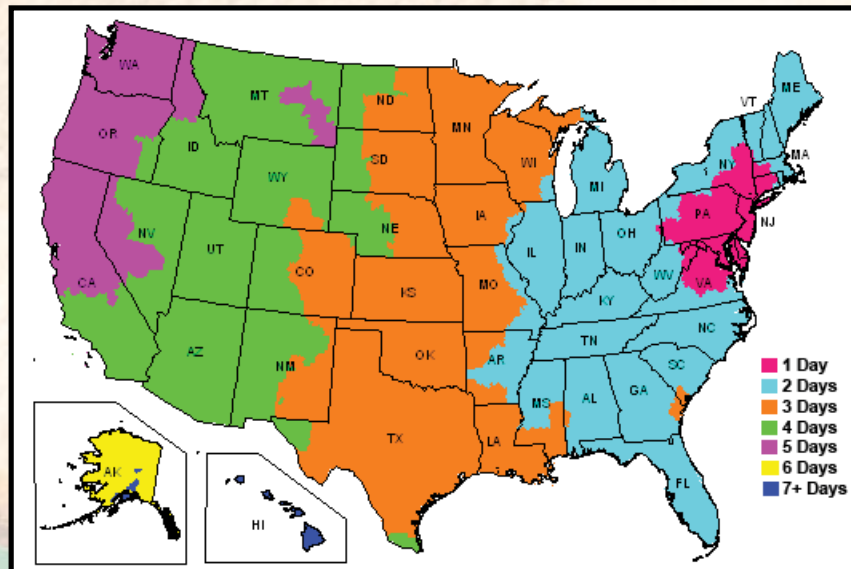 WA
MT
ND
MN
VT
ME
OR
ID
SD
WI
NY
MA
WY
MI
NV
NE
IA
PA
NJ
UT
IL
IN
OH
CA
CO
MO
WV
VA
KS
KY
AZ
NM
OK
AR
TN
NC
SC
TX
LA
MS
AL
GA
FL
AK
HI
1 Day
2 Days
3 Days
4 Days
5 Days
6 Days
7+ Days